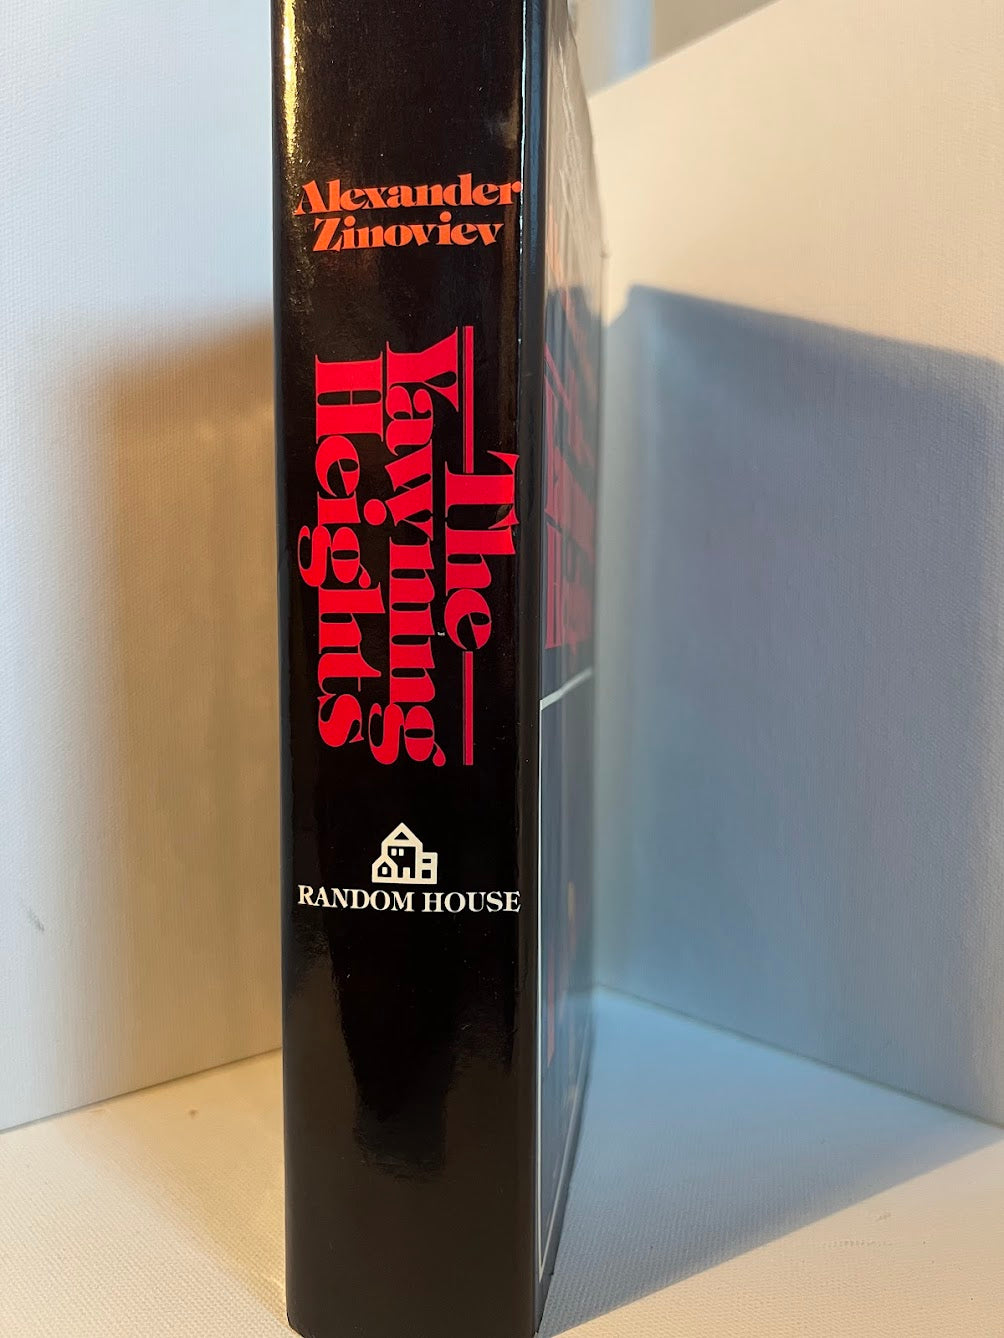 Alexander
Zinoviev
The
Yawning
Heights
RANDOM HOUSE